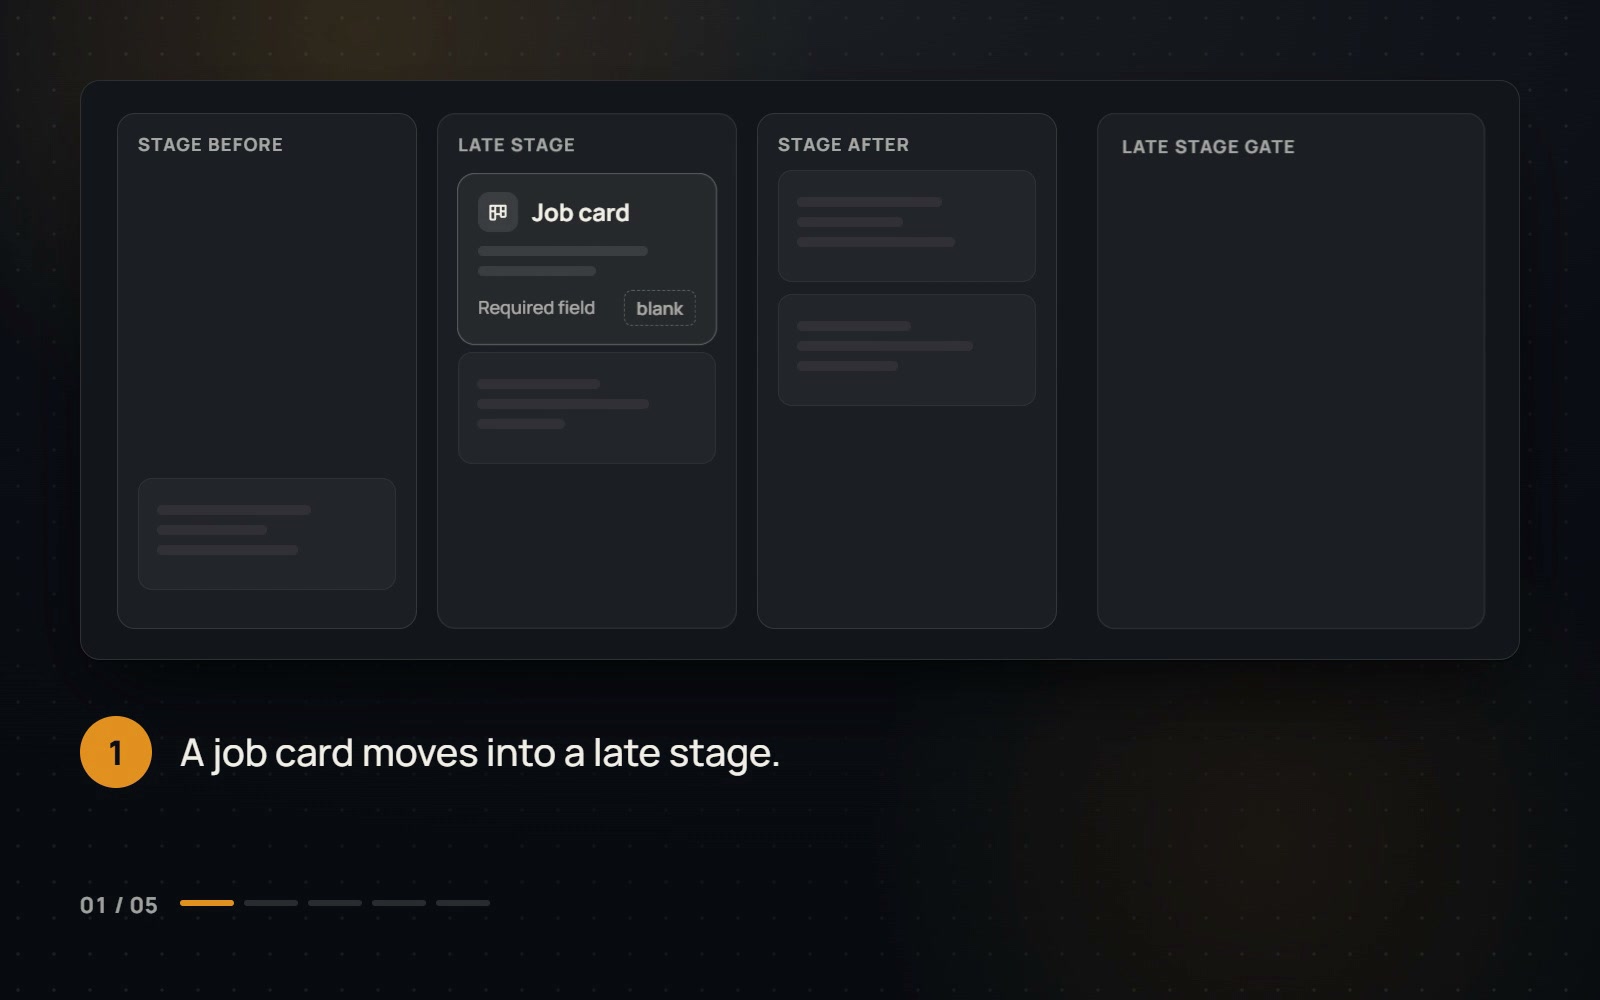 STAGE BEFORE
LATE STAGE
Job card
Required field
blank
STAGE AFTER
LATE STAGE GATE
1
A job card moves into a late stage.
01 / 05